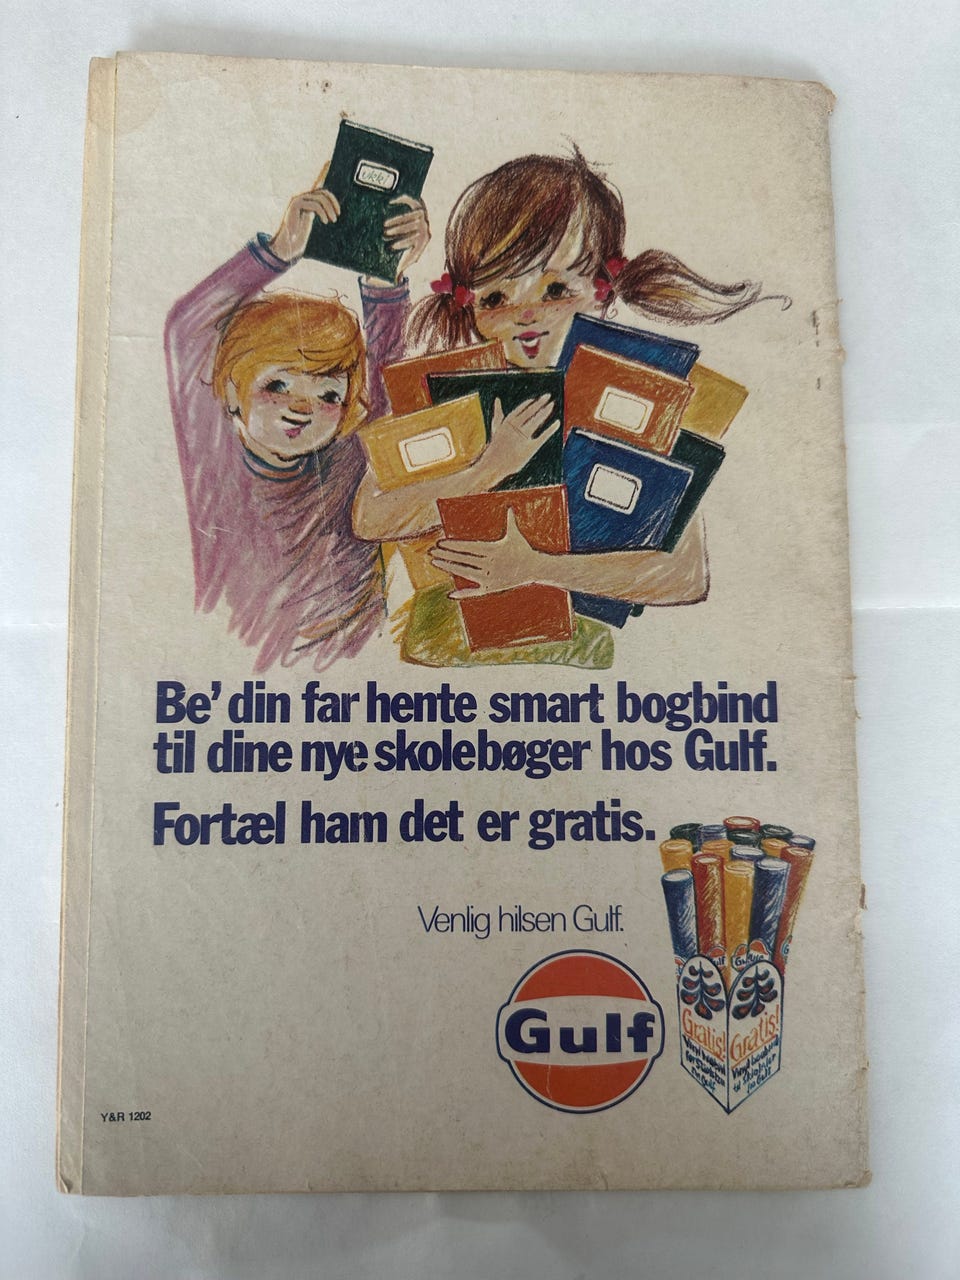 Be' din far hente smart bogbind
til dine nye skolebøger hos Gulf.
Fortæl ham det er gratis.
Venlig hilsen Gulf.
Gulf
Gratis!
Gratis!
Y&R 1202